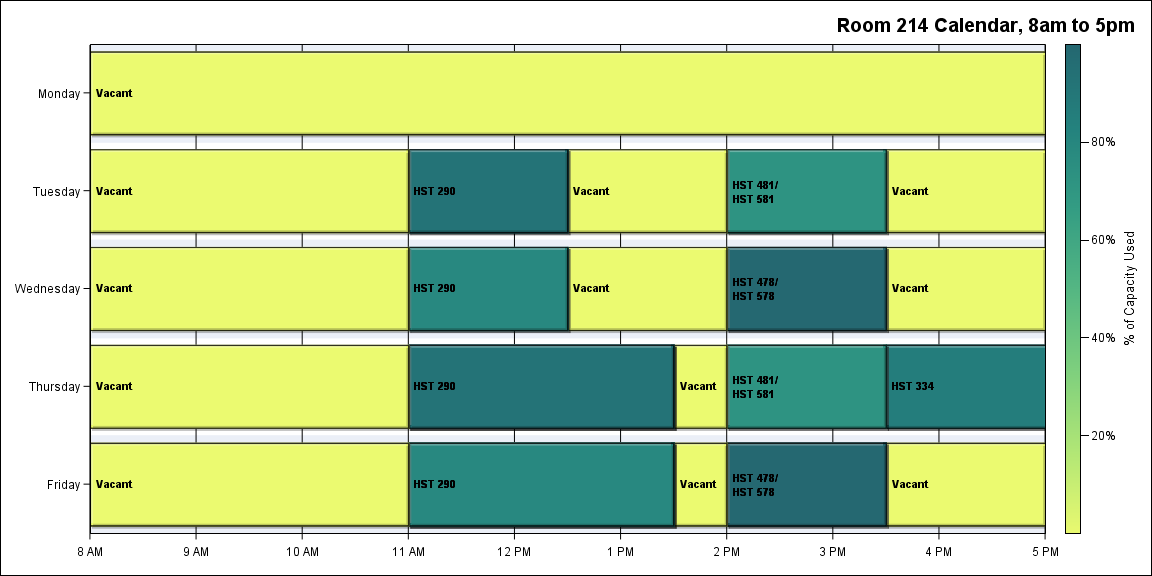 Room 214 Calendar, 8am to 5pm
Monday
Vacant
Tuesday
Vacant
HST 290
Vacant
HST 481/
HST 581
Vacant
Wednesday
Vacant
HST 290
Vacant
HST 478/
HST 578
Vacant
Thursday
Vacant
HST 290
Vacant
HST 481/
HST 581
HST 334
Friday
Vacant
HST 290
Vacant
HST 478/
HST 578
Vacant
8 AM
9 AM
10 AM
11 AM
12 PM
1 PM
2 PM
3 PM
4 PM
5 PM
80%
60%
40%
20%
% of Capacity Used